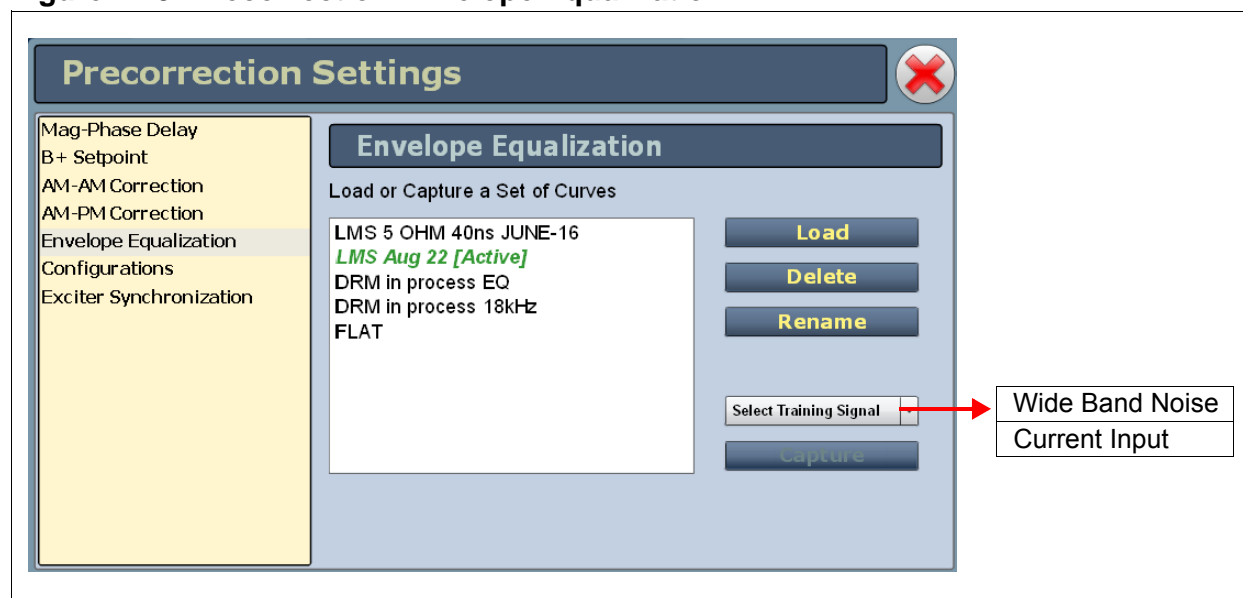 Precorrection Settings
Mag-Phase Delay
B+ Setpoint
AM-AM Correction
AM-PM Correction
Envelope Equalization
Configurations
Exciter Synchronization
Envelope Equalization
Load or Capture a Set of Curves
LMS 5 OHM 40ns JUNE-16
LMS Aug 22 [Active]
DRM in process EQ
DRM in process 18kHz
FLAT
Load
Delete
Rename
Select Training Signal
Capture
Wide Band Noise
Current Input